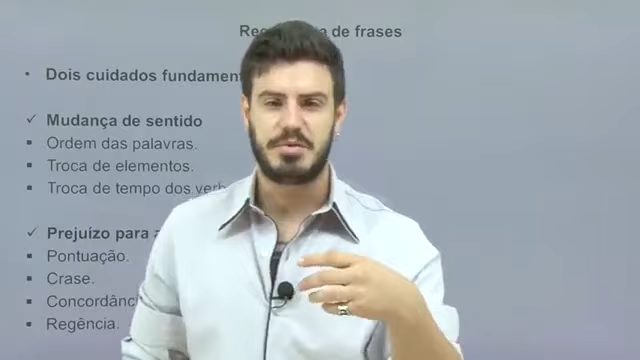 de frases
• Dois cuidados
✓ Mudança de sentido
▪ Ordem das palavras.
▪ Troca de elementos.
▪ Troca de tempo dos
✓ Prejuízo para
▪ Pontuação.
▪ Crase.
▪
▪ Regência.